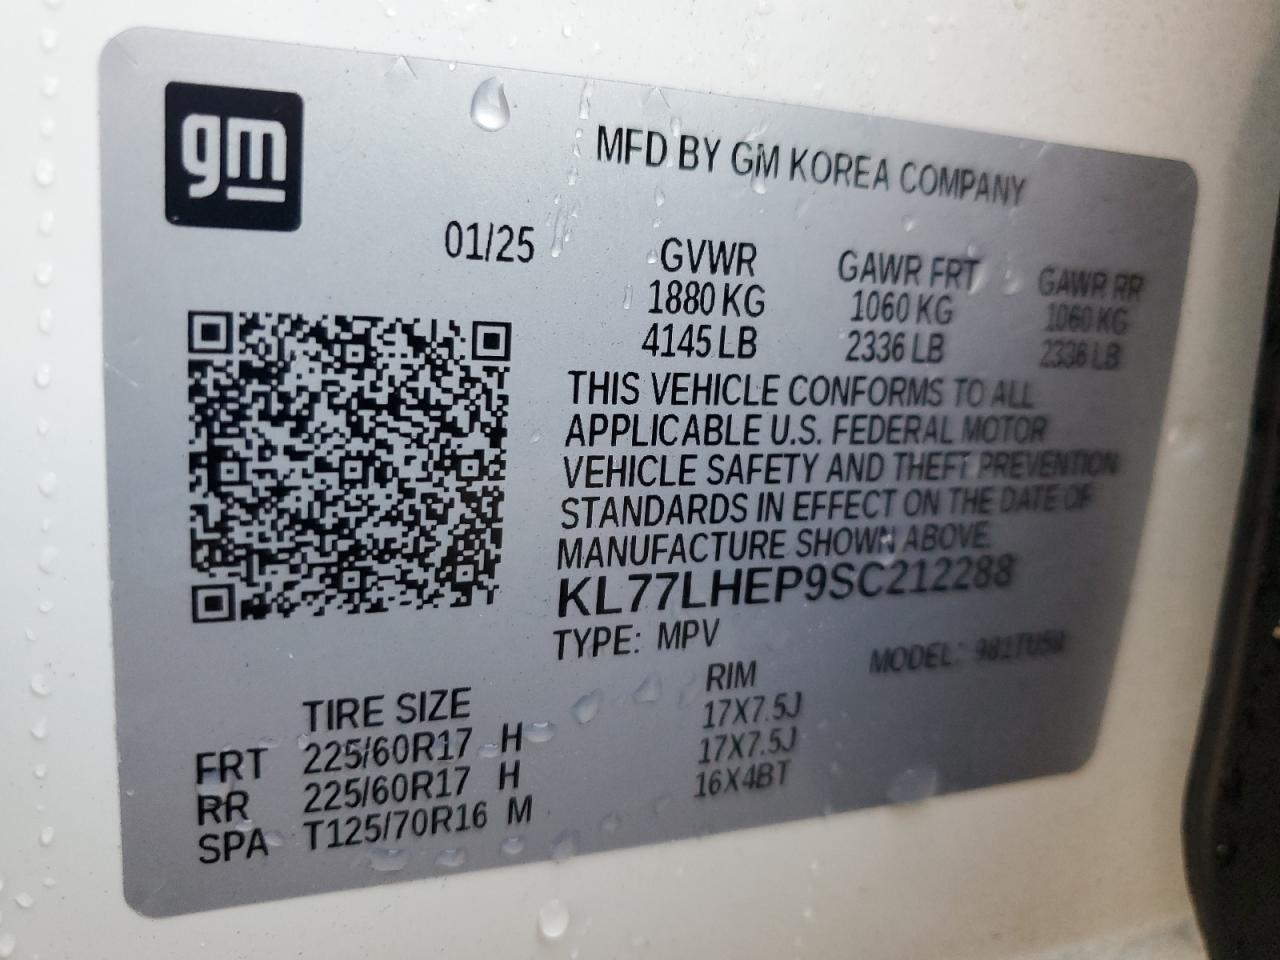 gm
MFD BY GM KOREA COMPANY
01/25 GVWR GAWR FRT GAWR RR
1880 KG 1060 KG 1060 KG
4145 LB 2336 LB 2336 LB
THIS VEHICLE CONFORMS TO ALL
APPLICABLE U.S. FEDERAL MOTOR
VEHICLE SAFETY AND THEFT PREVENTION
STANDARDS IN EFFECT ON THE DATE OF
MANUFACTURE SHOWN ABOVE.
KL77LHEP9SC212288
TYPE: MPV MODEL:
TIRE SIZE RIM
FRT 225/60R17 H 17X7.5J
RR 225/60R17 H 17X7.5J
SPA T125/70R16 M 16X4BT